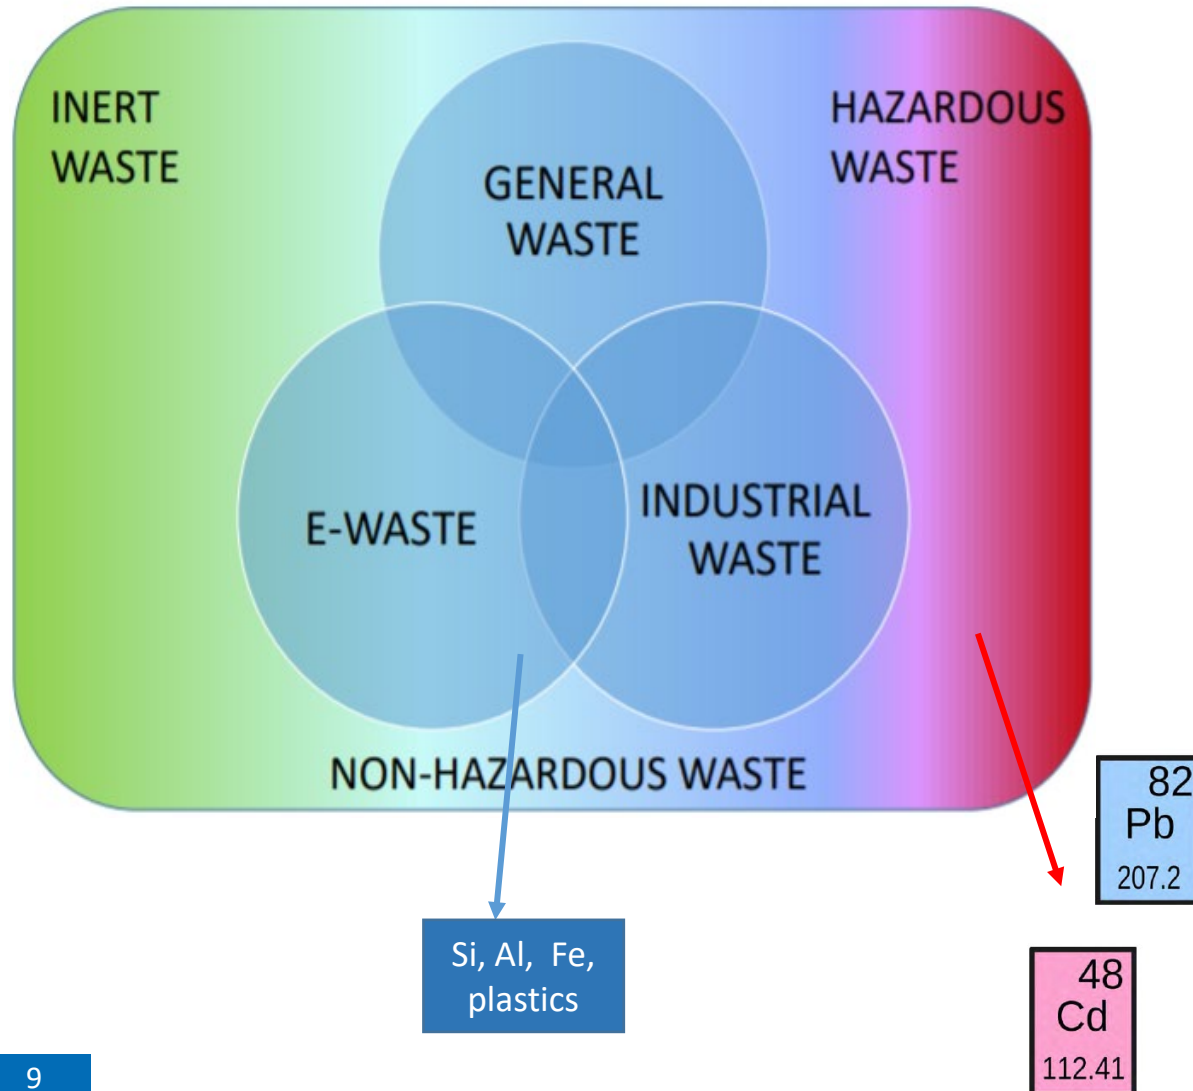 INERT
WASTE
HAZARDOUS
WASTE
GENERAL
WASTE
E-WASTE
INDUSTRIAL
WASTE
NON-HAZARDOUS WASTE
82
Pb
207.2
Si, Al, Fe,
plastics
48
Cd
112.41
9